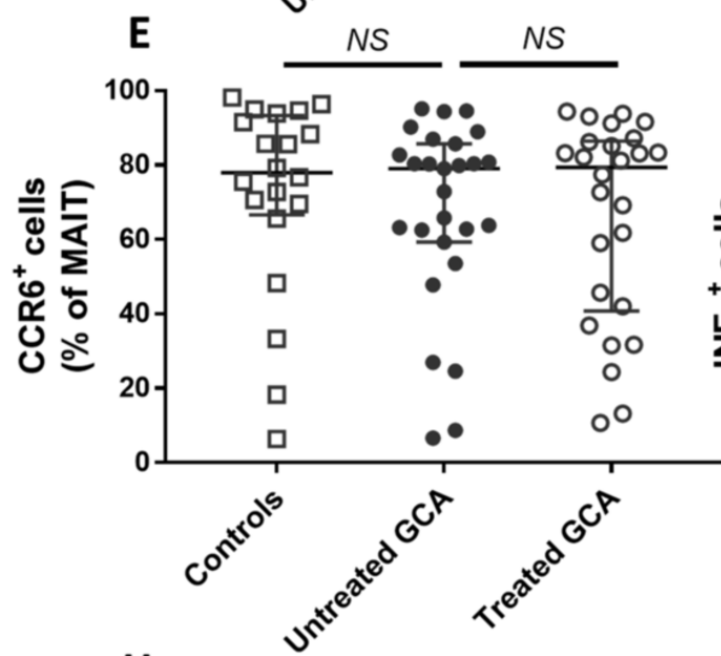 E
NS
NS
CCR6+ cells
(% of MAIT)
100
80
60
40
20
0
Controls
Untreated GCA
Treated GCA